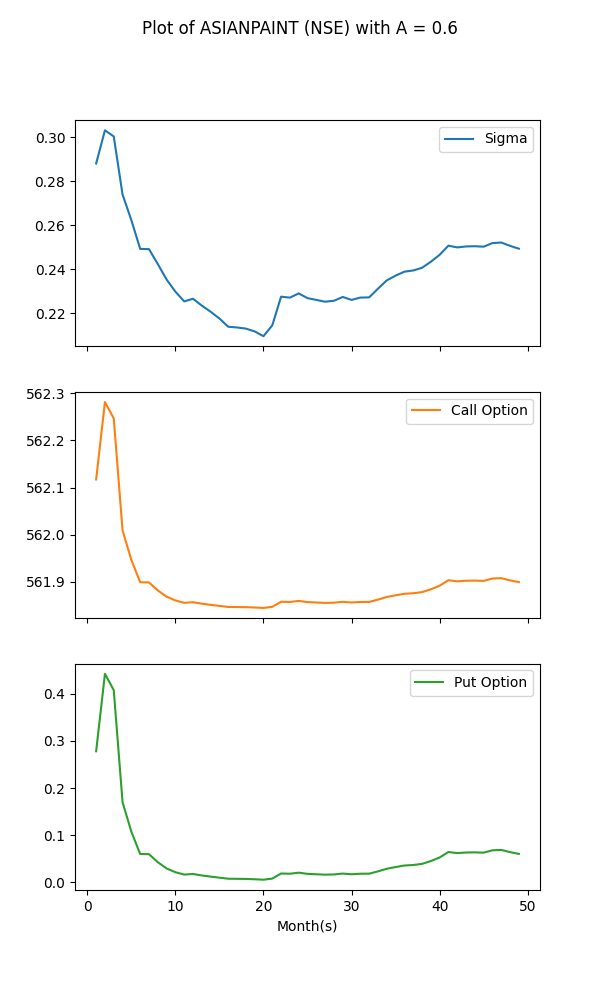 Plot of ASIANPAINT (NSE) with A = 0.6
0.30
0.28
0.26
0.24
0.22
Sigma
562.3
562.2
562.1
562.0
561.9
Call Option
0.4
0.3
0.2
0.1
0.0
Put Option
0 10 20 30 40 50
Month(s)